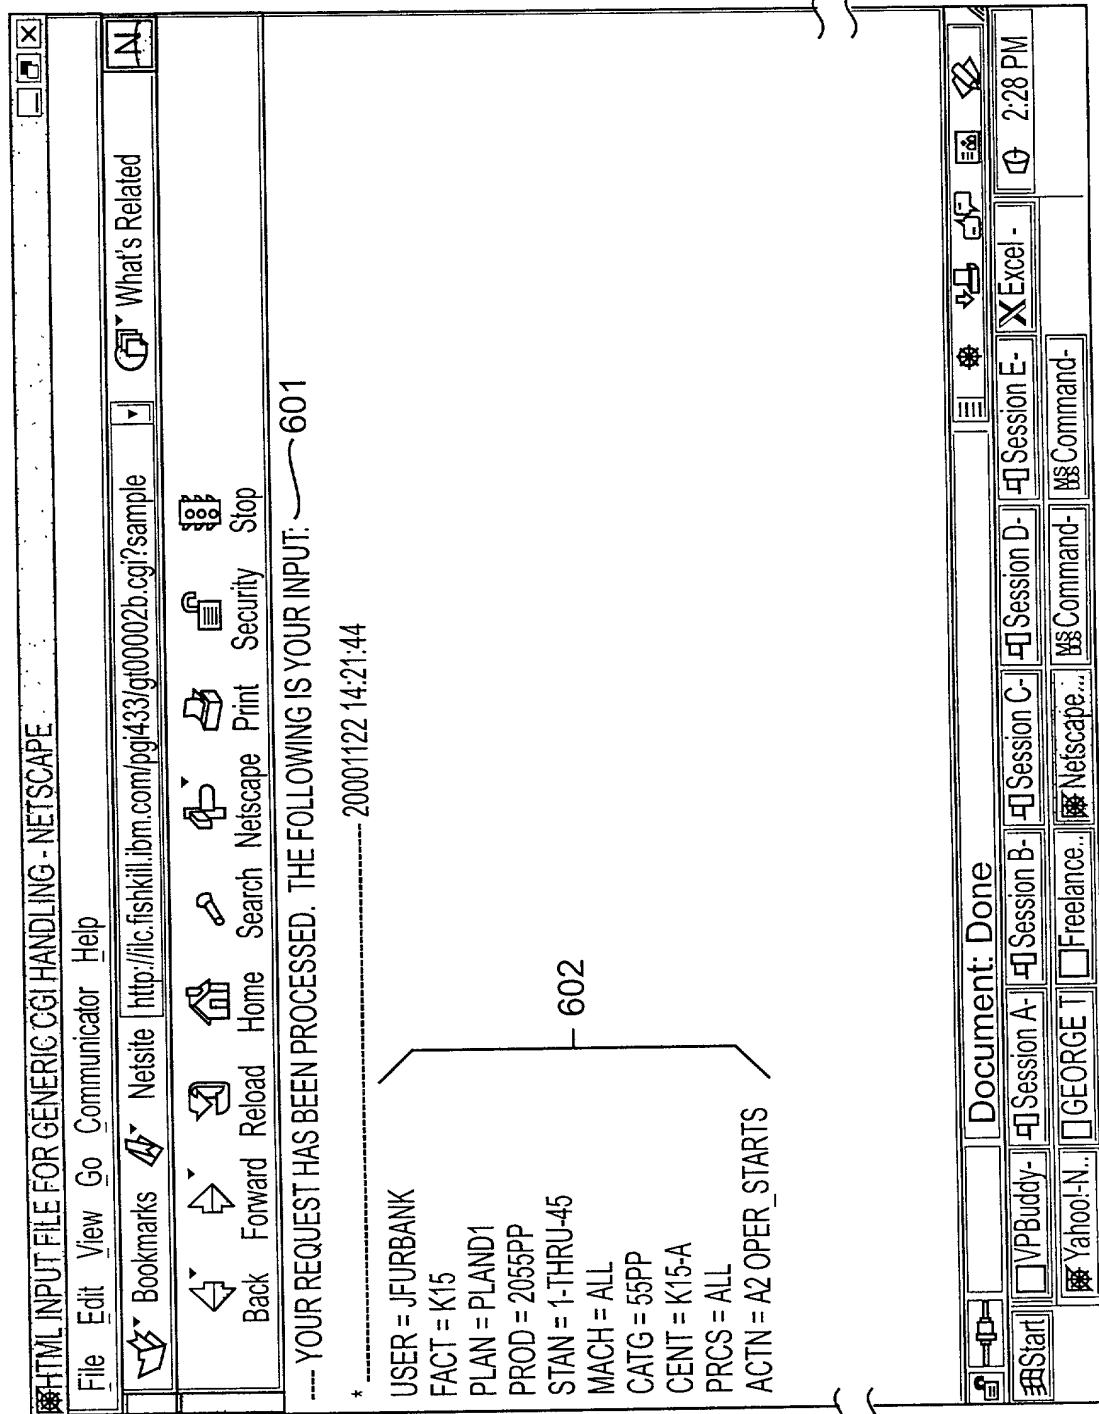 HTML INPUT FILE FOR GENERIC CGI HANDLING - NETSCAPE
File Edit View Go Communicator Help
Bookmarks Netsite http://ilc.fishkill.ibm.com/pgi433/gt00002b.cgi?sample What's Related N
Back Forward Reload Home Search Netscape Print Security Stop
---- YOUR REQUEST HAS BEEN PROCESSED. THE FOLLOWING IS YOUR INPUT: 601
* ---------------------------------------------------------------- 20001122 14:21:44
USER = JFURBANK
FACT = K15
PLAN = PLAND1
PROD = 2055PP
STAN = 1-THRU-45
MACH = ALL
CATG = 55PP
CENT = K15-A
PRCS = ALL
ACTN = A2 OPER_STARTS
602
Document: Done
Start VPBuddy- Session A- Session B- Session C- Session D- Session E- X Excel - 2:28 PM
Yahoo!-N.. GEORGE T Freelance.. Netscape... MS DOS Command- MS DOS Command-